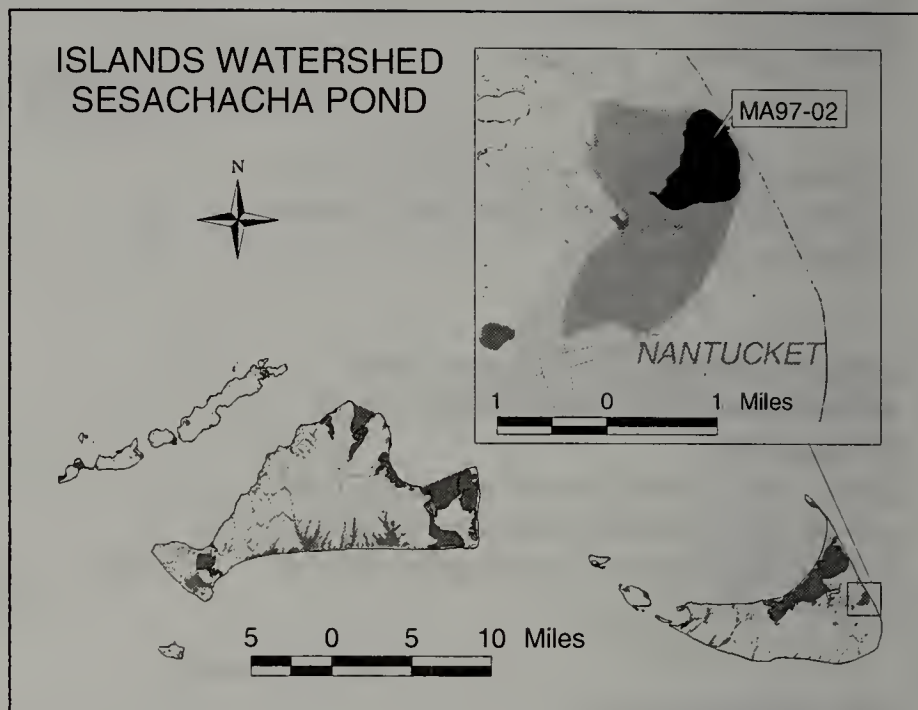 ISLANDS WATERSHED
SESACHACHA POND
N
MA97-02
NANTUCKET
1 0 1 Miles
5 0 5 10 Miles